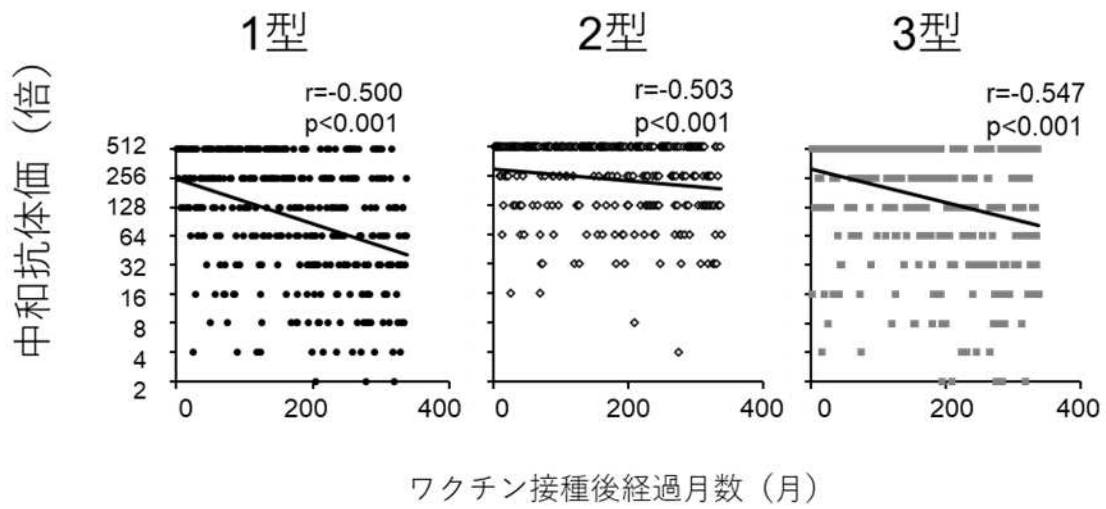 1型
2型
3型
r=-0.500
p<0.001
r=-0.503
p<0.001
r=-0.547
p<0.001
中和抗体価（倍）
512
256
128
64
32
16
8
4
2
0 200 400
0 200 400
0 200 400
ワクチン接種後経過月数（月）